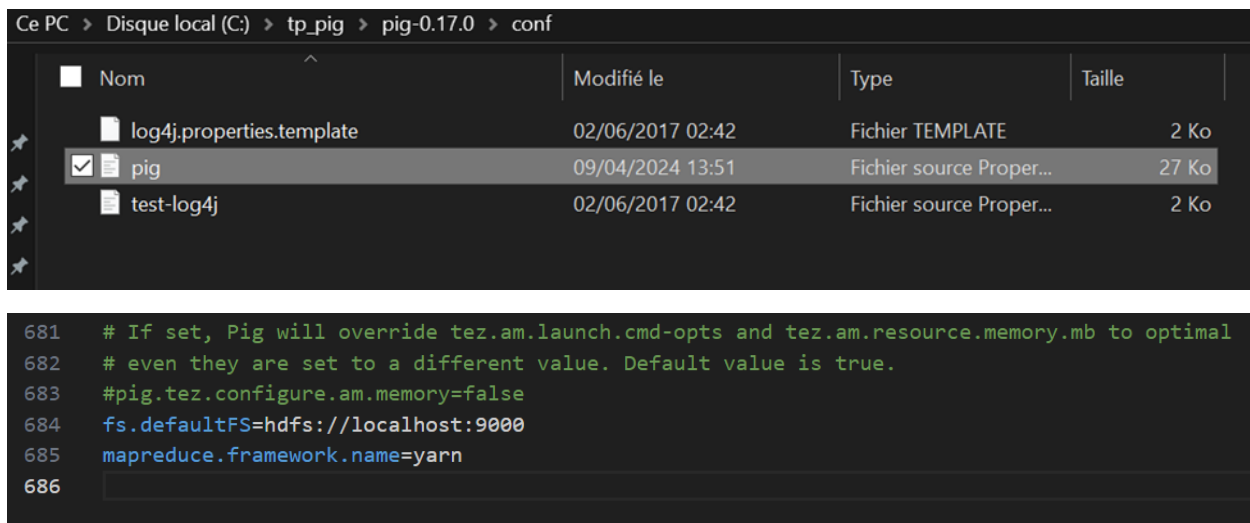 Ce PC > Disque local (C:) > tp_pig > pig-0.17.0 > conf
Nom Modifié le Type Taille
log4j.properties.template 02/06/2017 02:42 Fichier TEMPLATE 2 Ko
pig 09/04/2024 13:51 Fichier source Proper... 27 Ko
test-log4j 02/06/2017 02:42 Fichier source Proper... 2 Ko
681 # If set, Pig will override tez.am.launch.cmd-opts and tez.am.resource.memory.mb to optimal
682 # even they are set to a different value. Default value is true.
683 #pig.tez.configure.am.memory=false
684 fs.defaultFS=hdfs://localhost:9000
685 mapreduce.framework.name=yarn
686